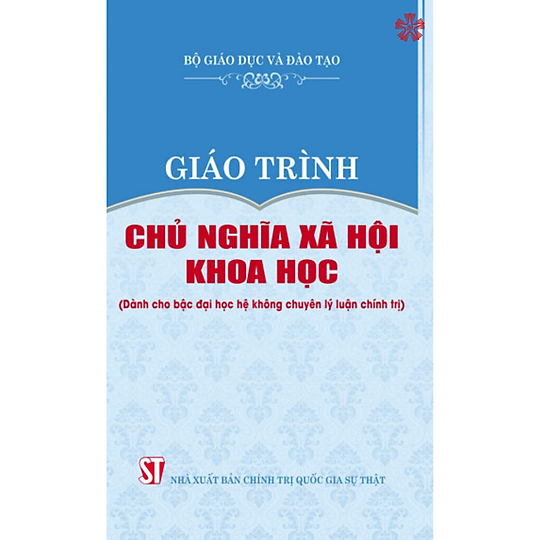 BỘ GIÁO DỤC VÀ ĐÀO TẠO
GIÁO TRÌNH
CHỦ NGHĨA XÃ HỘI
KHOA HỌC
(Dành cho bậc đại học hệ không chuyên lý luận chính trị)
ST NHÀ XUẤT BẢN CHÍNH TRỊ QUỐC GIA SỰ THẬT